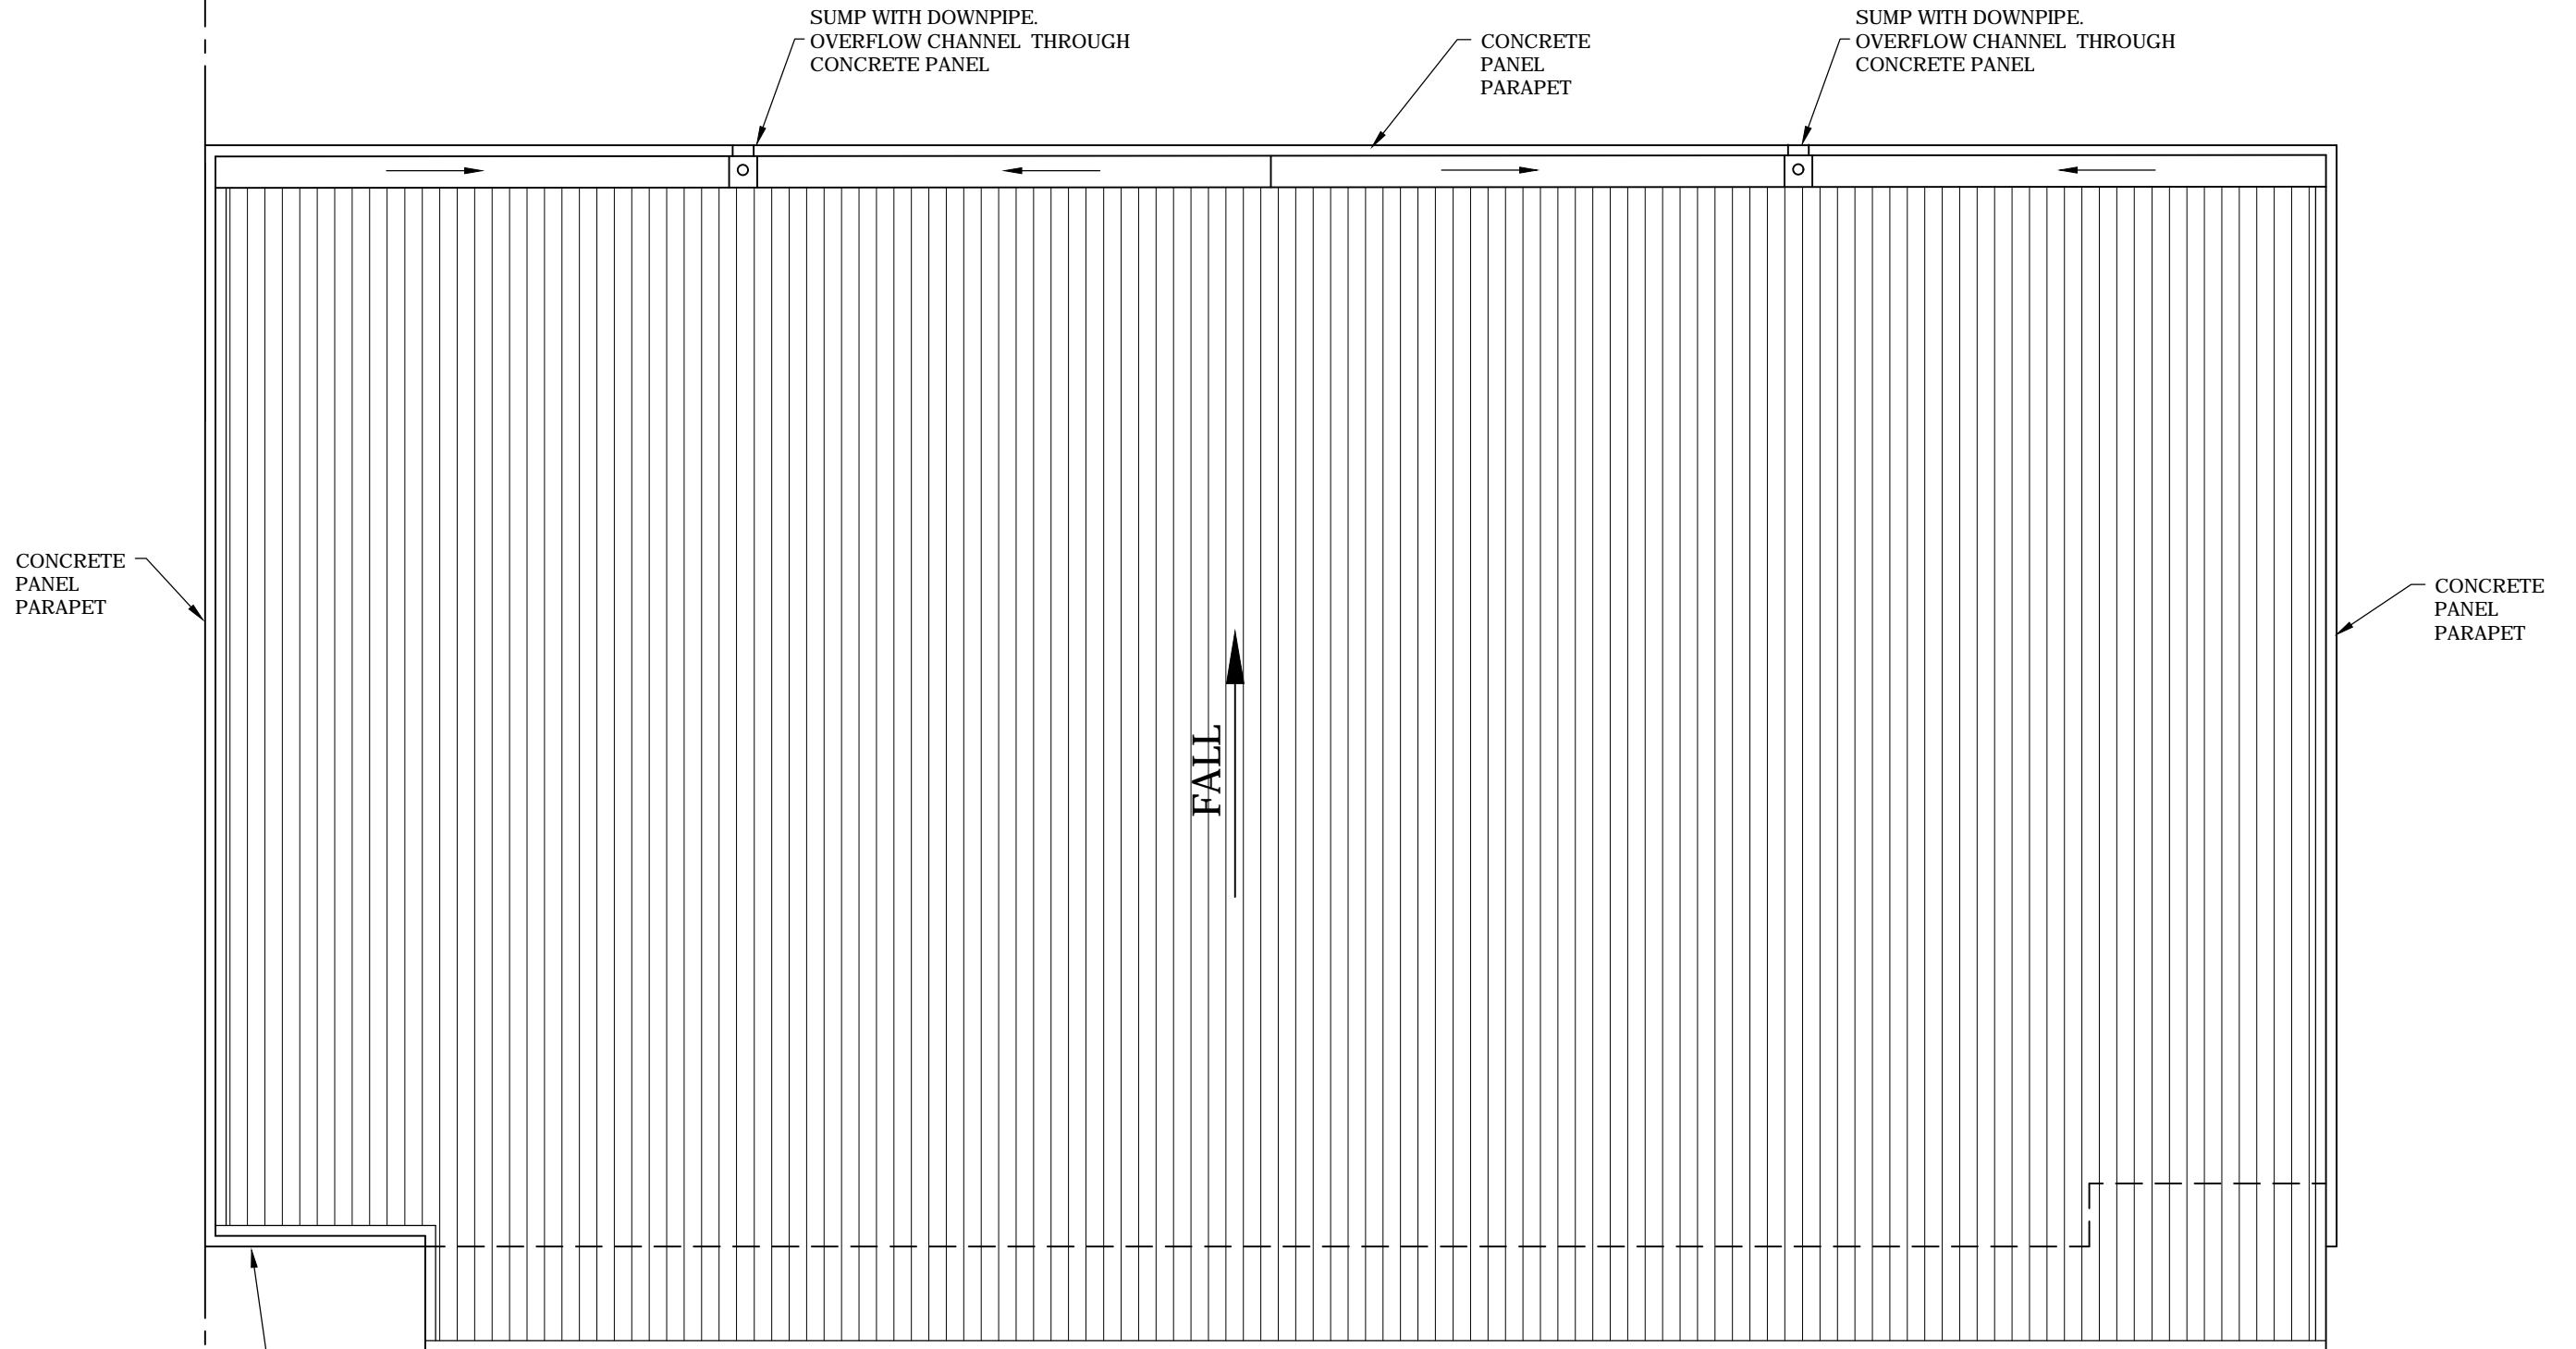 SUMP WITH DOWNPIPE.
OVERFLOW CHANNEL THROUGH
CONCRETE PANEL
CONCRETE
PANEL
PARAPET
SUMP WITH DOWNPIPE.
OVERFLOW CHANNEL THROUGH
CONCRETE PANEL
CONCRETE
PANEL
PARAPET
CONCRETE
PANEL
PARAPET
FALL